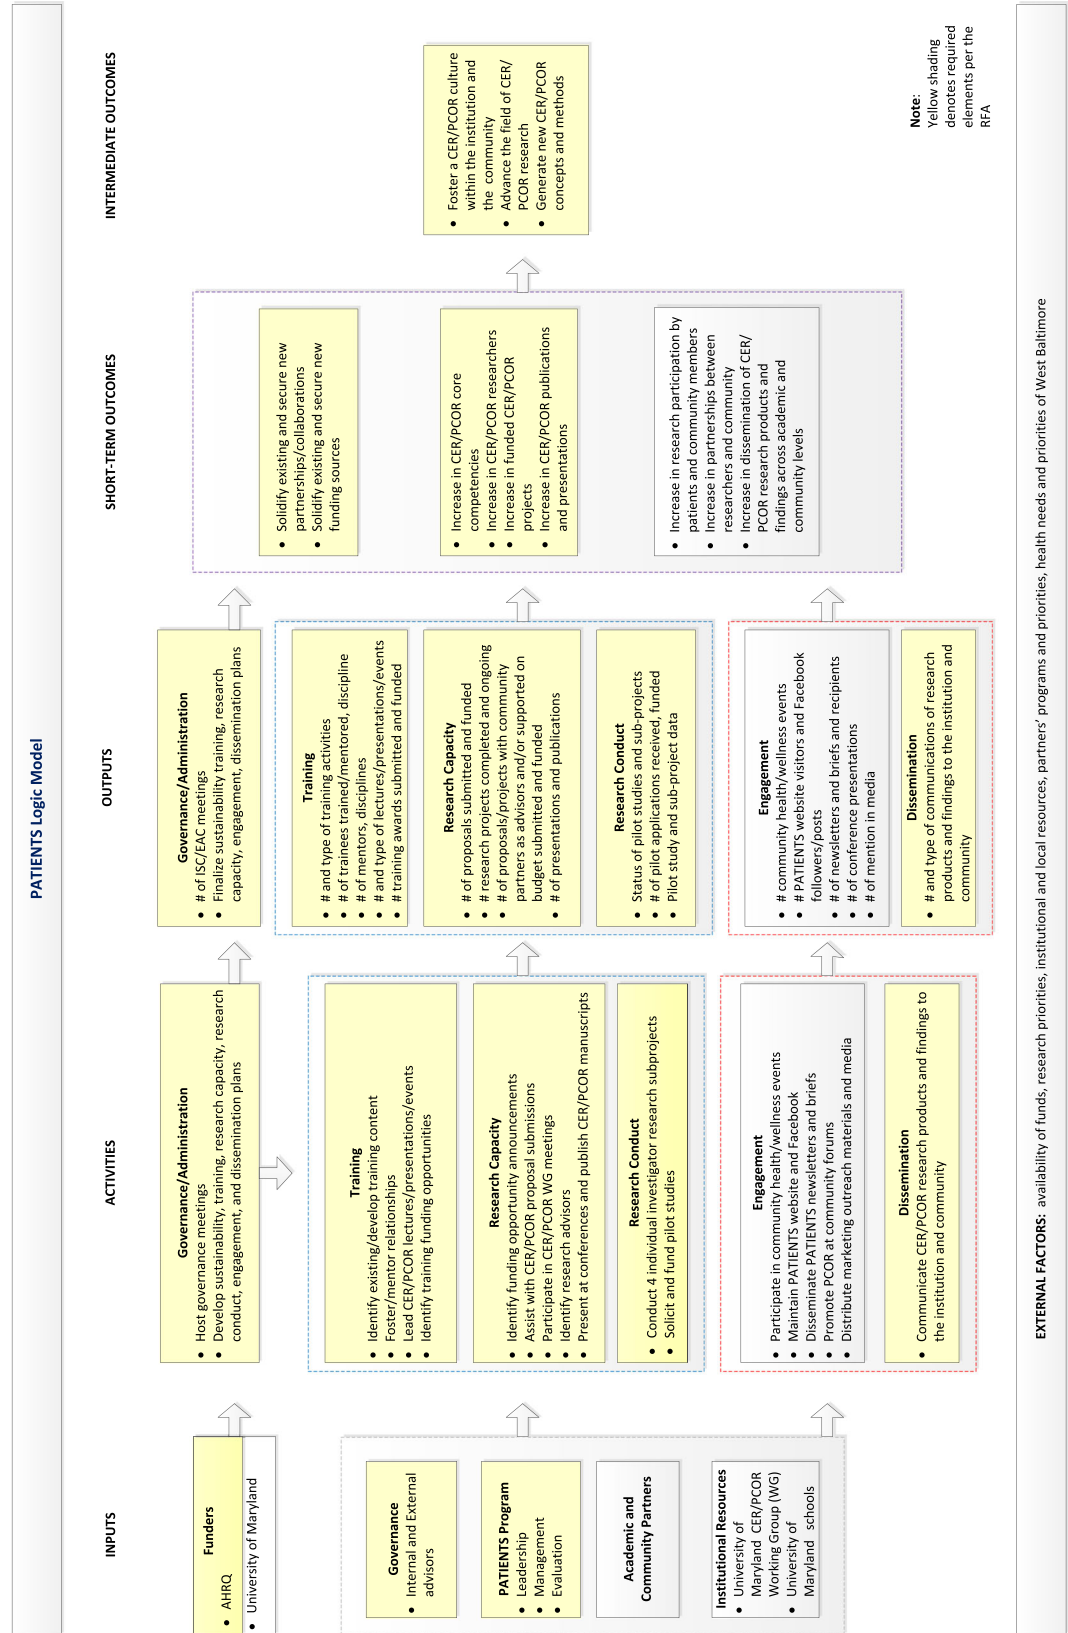 PATIENTS Logic Model
INPUTS
Funders
• AHRQ
• University of Maryland
Governance
• Internal and External
advisors
PATIENTS Program
• Leadership
• Management
• Evaluation
Academic and
Community Partners
Institutional Resources
• University of
Maryland CER/PCOR
Working Group (WG)
• University of
Maryland schools
ACTIVITIES
Governance/Administration
• Host governance meetings
• Develop sustainability, training, research capacity, research
conduct, engagement, and dissemination plans
Training
• Identify existing/develop training content
• Foster/mentor relationships
• Lead CER/PCOR lectures/presentations/events
• Identify training funding opportunities
Research Capacity
• Identify funding opportunity announcements
• Assist with CER/PCOR proposal submissions
• Participate in CER/PCOR WG meetings
• Identify research advisors
• Present at conferences and publish CER/PCOR manuscripts
Research Conduct
• Conduct 4 individual investigator research subprojects
• Solicit and fund pilot studies
Engagement
• Participate in community health/wellness events
• Maintain PATIENTS website and Facebook
• Disseminate PATIENTS newsletters and briefs
• Promote PCOR at community forums
• Distribute marketing outreach materials and media
Dissemination
• Communicate CER/PCOR research products and findings to
the institution and community
OUTPUTS
Governance/Administration
• # of ISC/EAC meetings
• Finalize sustainability training, research
capacity, engagement, dissemination plans
Training
• # and type of training activities
• # of trainees trained/mentored, discipline
• # of mentors, disciplines
• # and type of lectures/presentations/events
• # training awards submitted and funded
Research Capacity
• # of proposals submitted and funded
• # research projects completed and ongoing
• # of proposals/projects with community
partners as advisors and/or supported on
budget submitted and funded
• # of presentations and publications
Research Conduct
• Status of pilot studies and sub-projects
• # of pilot applications received, funded
• Pilot study and sub-project data
Engagement
• # community health/wellness events
• # PATIENTS website visitors and Facebook
followers/posts
• # of newsletters and briefs and recipients
• # of conference presentations
• # of mention in media
Dissemination
• # and type of communications of research
products and findings to the institution and
community
SHORT-TERM OUTCOMES
• Solidify existing and secure new
partnerships/collaborations
• Solidify existing and secure new
funding sources
• Increase in CER/PCOR core
competencies
• Increase in CER/PCOR researchers
• Increase in funded CER/PCOR
projects
• Increase in CER/PCOR publications
and presentations
• Increase in research participation by
patients and community members
• Increase in partnerships between
researchers and community
• Increase in dissemination of CER/
PCOR research products and
findings across academic and
community levels
INTERMEDIATE OUTCOMES
• Foster a CER/PCOR culture
within the institution and
the community
• Advance the field of CER/
PCOR research
• Generate new CER/PCOR
concepts and methods
Note:
Yellow shading
denotes required
elements per the
RFA
EXTERNAL FACTORS: availability of funds, research priorities, institutional and local resources, partners' programs and priorities, health needs and priorities of West Baltimore